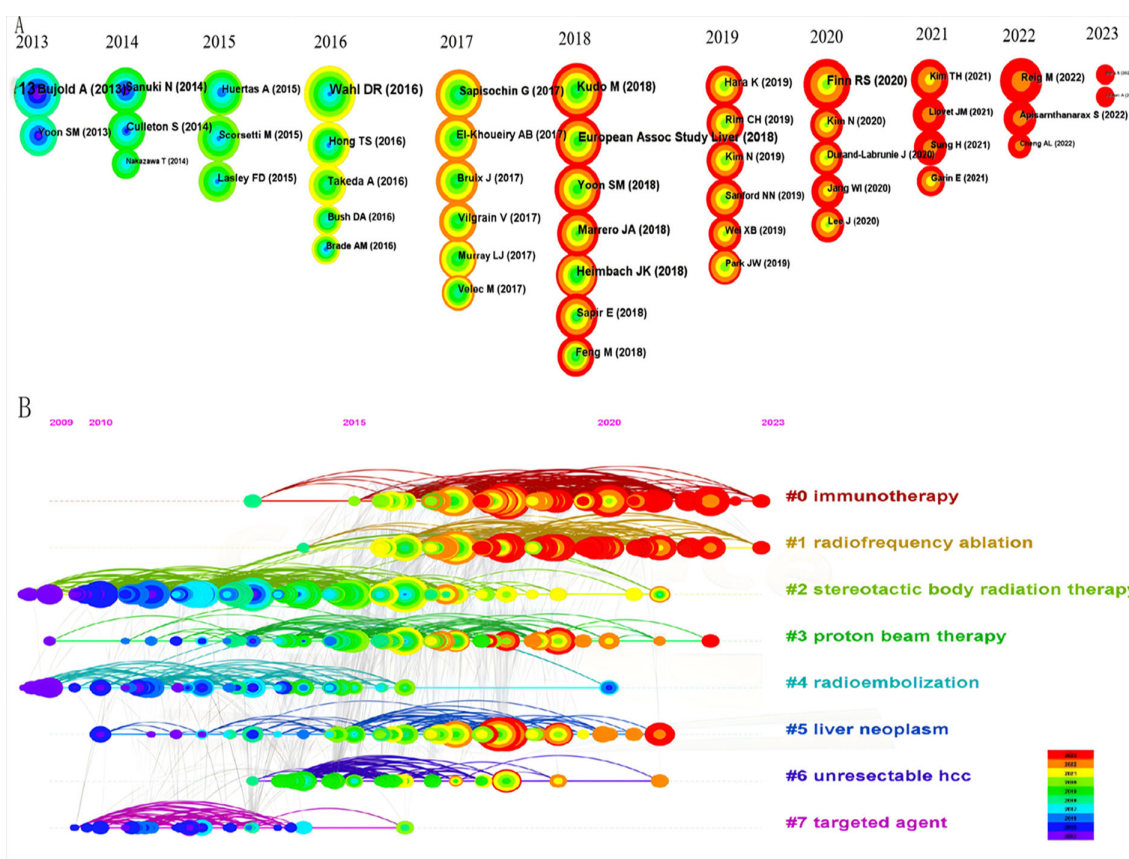 A
2013 2014 2015 2016 2017 2018 2019 2020 2021 2022 2023
13 Bujold A (2013)
Yoon SM (2013)
Sanuki N (2014)
Culleton S (2014)
Nakazawa T (2014)
Huertas A (2015)
Scorsetti M (2015)
Lasley FD (2015)
Wahl DR (2016)
Hong TS (2016)
Takeda A (2016)
Bush DA (2016)
Brade AM (2016)
Sapisochin G (2017)
El-Khoueiry AB (2017)
Bruix J (2017)
Vilgrain V (2017)
Murray LJ (2017)
Velec M (2017)
Kudo M (2018)
European Assoc Study Liver (2018)
Yoon SM (2018)
Marrero JA (2018)
Heimbach JK (2018)
Sapir E (2018)
Feng M (2018)
Hara K (2019)
Rim CH (2019)
Kim N (2019)
Sanford NN (2019)
Wei XB (2019)
Park JW (2019)
Finn RS (2020)
Kim N (2020)
Durand-Labrunie J (2020)
Jang WI (2020)
Lee J (2020)
Kim TH (2021)
Llovet JM (2021)
Sung H (2021)
Garin E (2021)
Reig M (2022)
Apisarnthanarax S (2022)
Cheng AL (2022)
B
2009 2010 2015 2020 2023
#0 immunotherapy
#1 radiofrequency ablation
#2 stereotactic body radiation therapy
#3 proton beam therapy
#4 radioembolization
#5 liver neoplasm
#6 unresectable hcc
#7 targeted agent